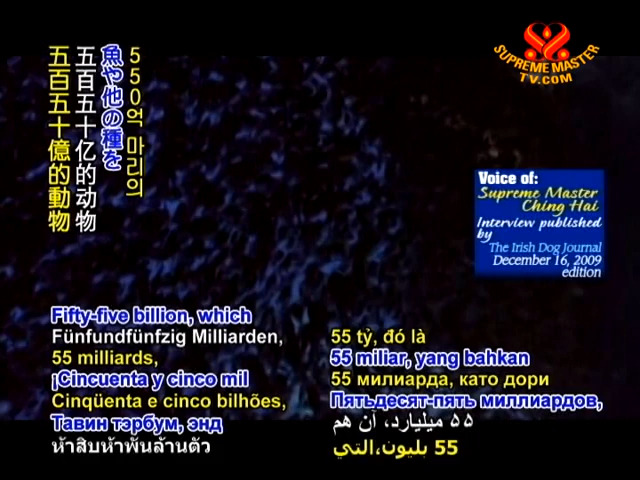 五百五十億的動物
五百五十亿的动物
魚や他の種を
550억 마리의
SUPREME MASTER
TV.COM
Voice of:
Supreme Master
Ching Hai
Interview published
by
The Irish Dog Journal
December 16, 2009
edition
Fifty-five billion, which
Fünfundfünfzig Milliarden,
55 milliards,
¡Cincuenta y cinco mil
Cinqüenta e cinco bilhões,
Тавин тэрбум, энд
ห้าสิบห้าพันล้านตัว
55 tỷ, đó là
55 miliar, yang bahkan
55 милиарда, като дори
Пятьдесят-пять миллиардов,
۵۵ میلیارد، آن هم
55 بليون،التي